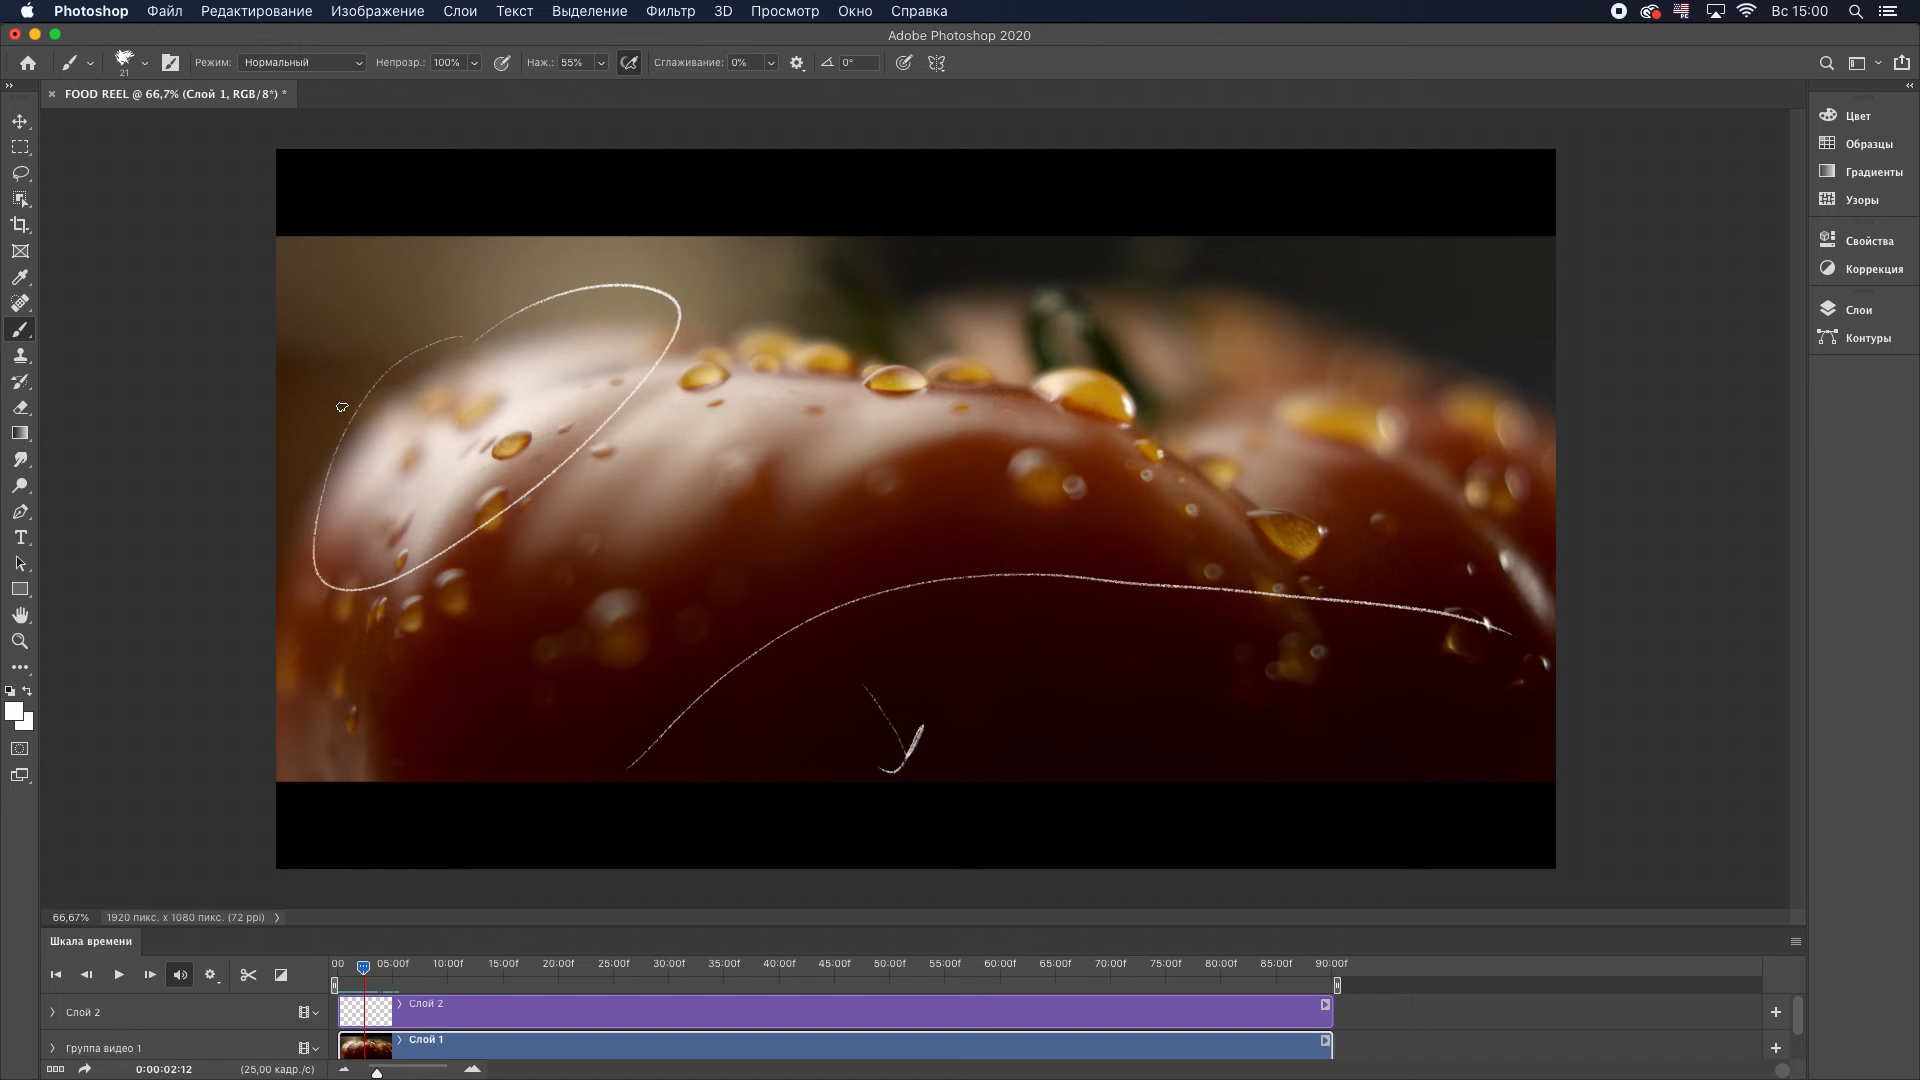 Photoshop Файл Редактирование Изображение Слои Текст Выделение Фильтр 3D Просмотр Окно Справка Вс 15:00
Adobe Photoshop 2020
21 Режим: Нормальный Непрозр.: 100% Наж.: 55% Сглаживание: 0% 0°
FOOD REEL @ 66,7% (Слой 1, RGB/8*) *
Цвет
Образцы
Градиенты
Узоры
Свойства
Коррекция
Слои
Контуры
66,67% 1920 пикс. x 1080 пикс. (72 ppi)
Шкала времени
00 05:00f 10:00f 15:00f 20:00f 25:00f 30:00f 35:00f 40:00f 45:00f 50:00f 55:00f 60:00f 65:00f 70:00f 75:00f 80:00f 85:00f 90:00f
Слой 2 Слой 2
Группа видео 1 Слой 1
0:00:02:12 (25,00 кадр./с)